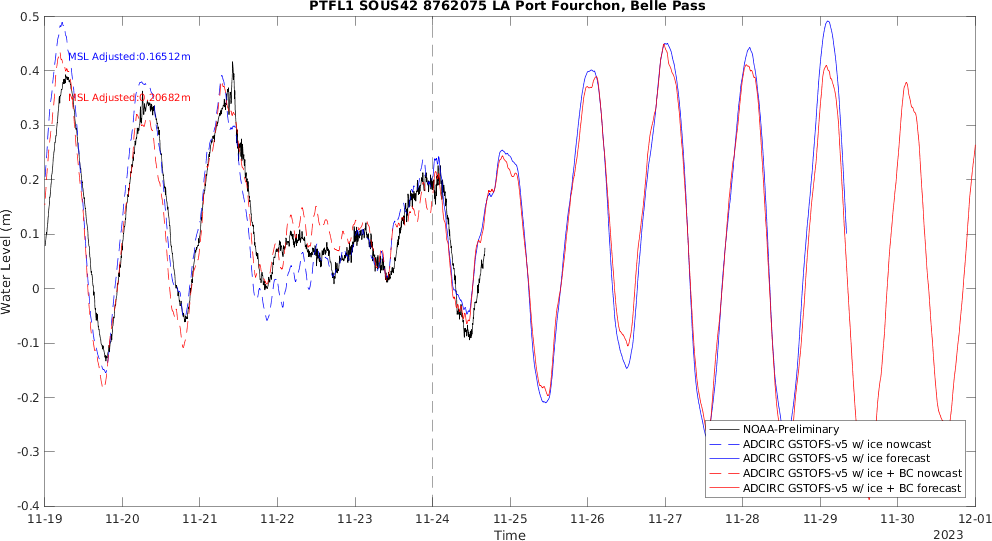 PTFL1 SOUS42 8762075 LA Port Fourchon, Belle Pass
0.5
0.4
0.3
0.2
0.1
0
-0.1
-0.2
-0.3
-0.4
Water Level (m)
MSL Adjusted:0.16512m
MSL Adjusted:0.20682m
NOAA-Preliminary
ADCIRC GSTOFS-v5 w/ ice nowcast
ADCIRC GSTOFS-v5 w/ ice forecast
ADCIRC GSTOFS-v5 w/ ice + BC nowcast
ADCIRC GSTOFS-v5 w/ ice + BC forecast
11-19 11-20 11-21 11-22 11-23 11-24 11-25 11-26 11-27 11-28 11-29 11-30 12-01
Time
2023